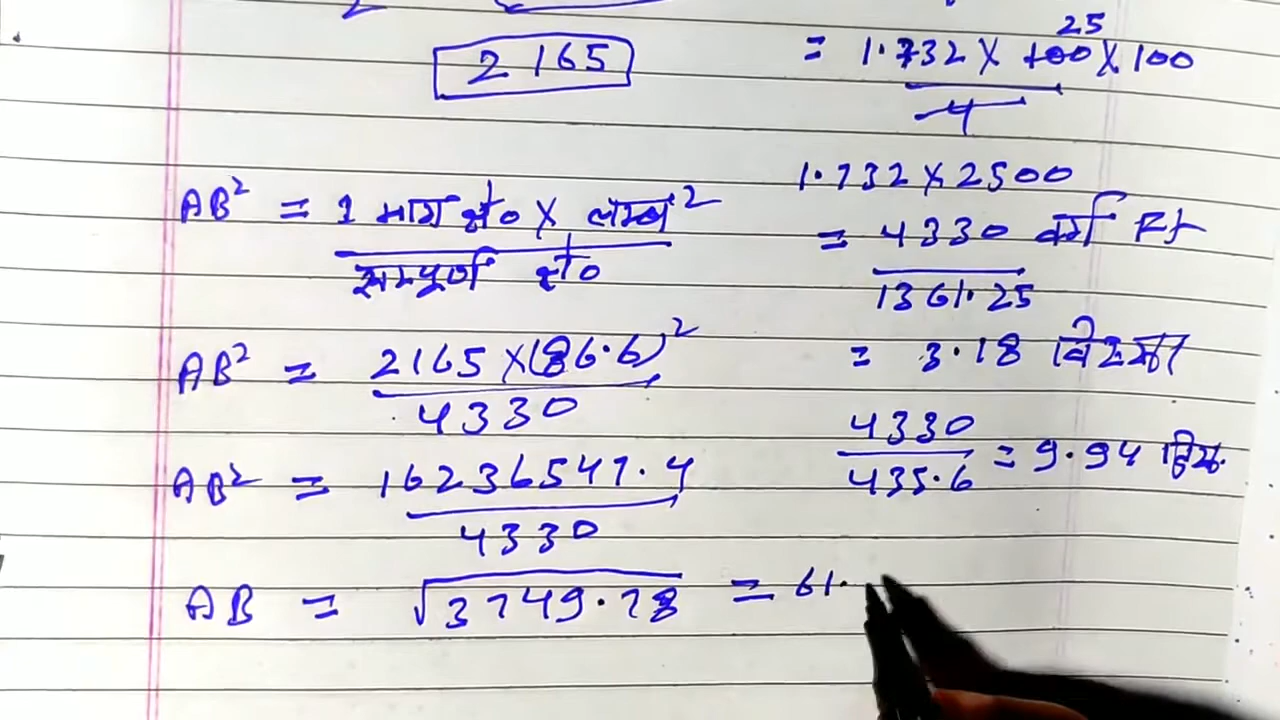 2165
AB² = 1 भाग क्षे० × लम्ब²
सम्पूर्ण क्षे०
AB² = 2165 × (86.6)²
4330
AB² = 16236547.4
4330
AB = √3749.78 = 61.
25
= 1.732 × 100 × 100
4
1.732 × 2500
= 4330 वर्ग Ft
1361.25
= 3.18 विस्वा
4330
435.6 = 9.94 डिस.